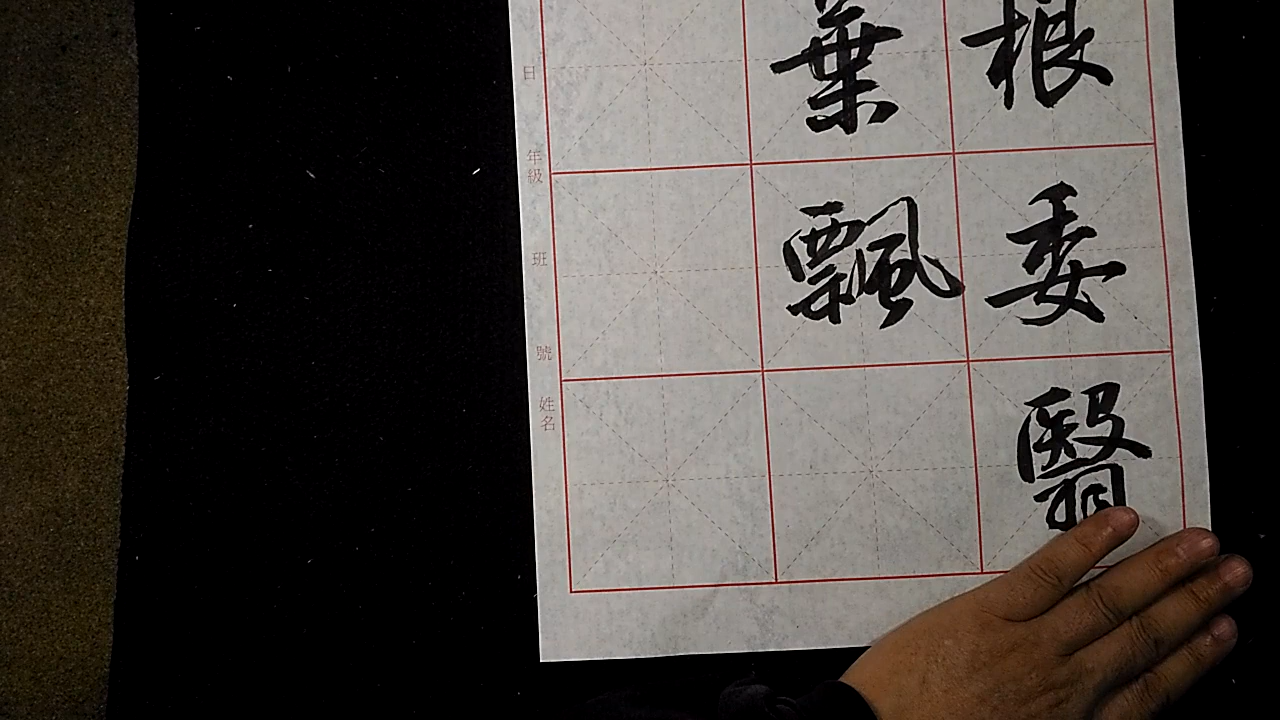 根委翳
葉飄
日 年級 班 號 姓名